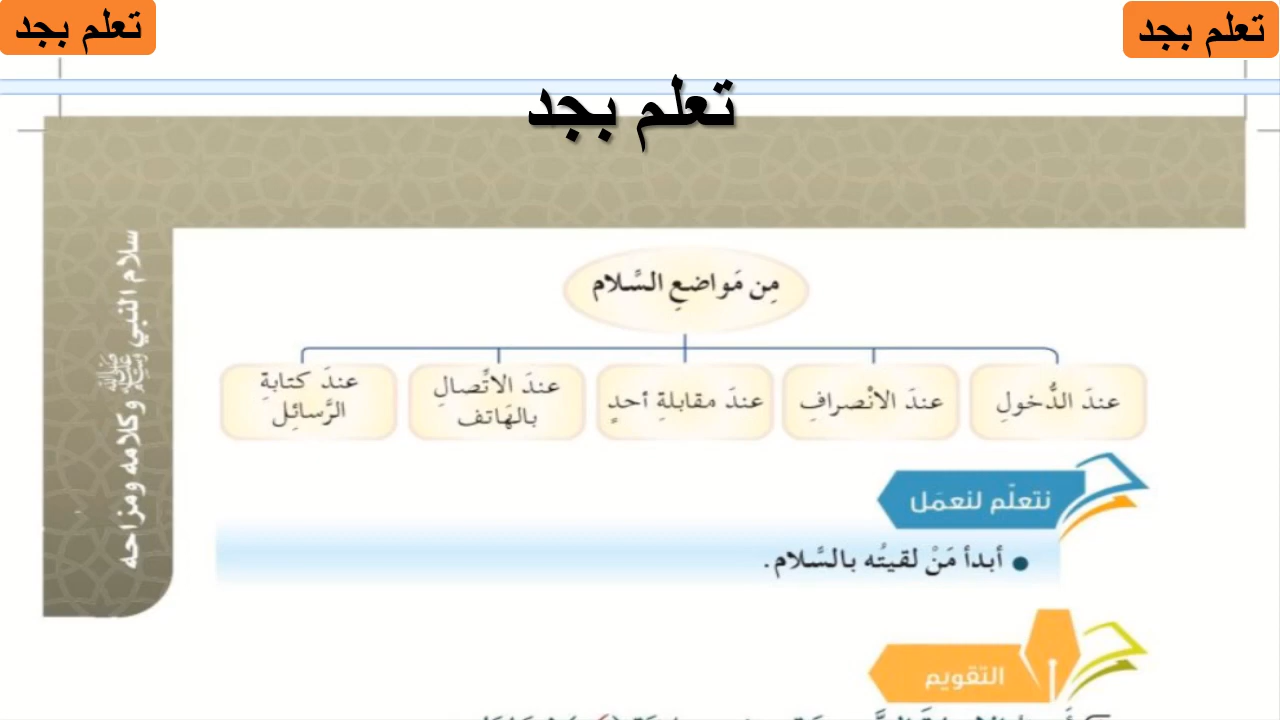 تعلم بجد
تعلم بجد
تعلم بجد
سلام النبي ﷺ وكلامه ومزاحه
مِن مَواضعِ السَّلام
عندَ الدُّخولِ
عندَ الانْصرافِ
عندَ مقابلةِ أحدٍ
عندَ الاتِّصالِ
بالهَاتف
عندَ كتابةِ
الرَّسائِل
نتعلّم لنعمَل
• أبدأ مَنْ لقيتُه بالسَّلام.
التقويم